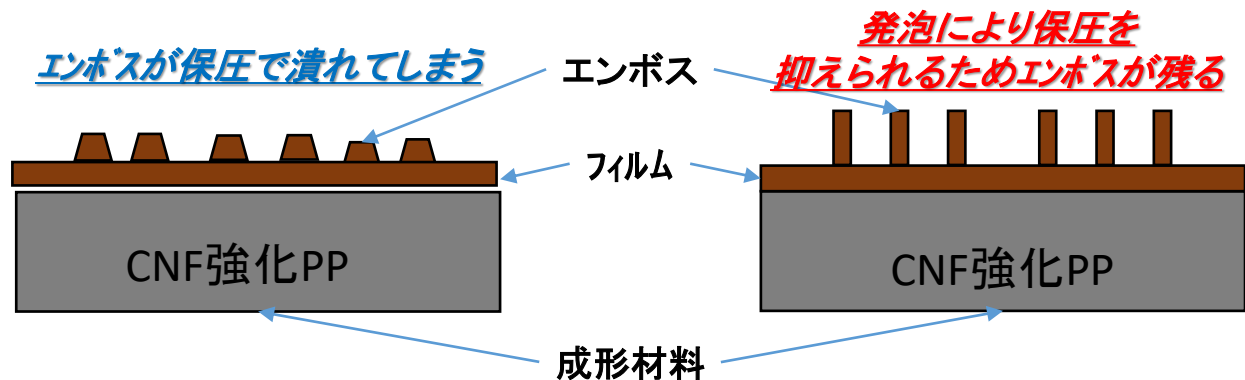 ｴﾝﾎﾞｽが保圧で潰れてしまう
発泡により保圧を
抑えられるためｴﾝﾎﾞｽが残る
エンボス
フィルム
CNF強化PP
CNF強化PP
成形材料